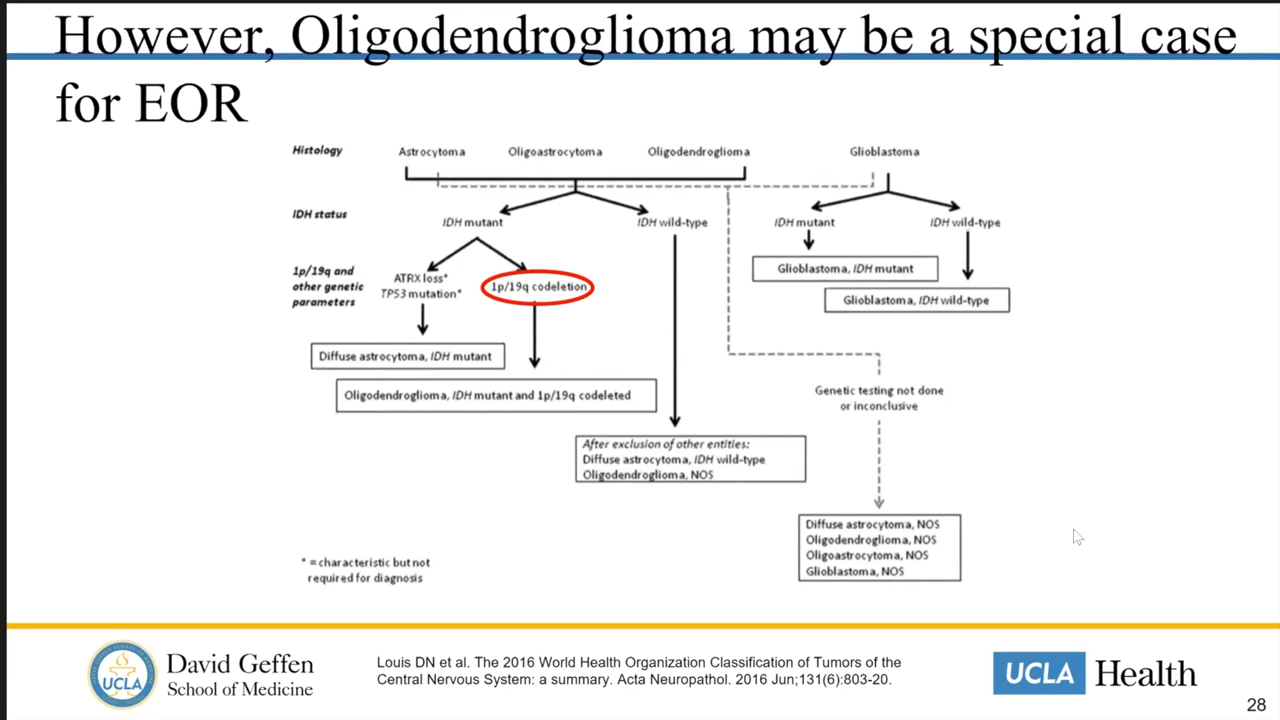 However, Oligodendroglioma may be a special case
for EOR
Histology
Astrocytoma
Oligoastrocytoma
Oligodendroglioma
Glioblastoma
IDH status
IDH mutant
IDH wild-type
IDH mutant
IDH wild-type
1p/19q and
other genetic
parameters
ATRX loss*
TP53 mutation*
1p/19q codeletion
Glioblastoma, IDH mutant
Glioblastoma, IDH wild-type
Diffuse astrocytoma, IDH mutant
Oligodendroglioma, IDH mutant and 1p/19q codeleted
Genetic testing not done
or inconclusive
After exclusion of other entities:
Diffuse astrocytoma, IDH wild-type
Oligodendroglioma, NOS
Diffuse astrocytoma, NOS
Oligodendroglioma, NOS
Oligoastrocytoma, NOS
Glioblastoma, NOS
* = characteristic but not
required for diagnosis
UCLA
David Geffen
School of Medicine
Louis DN et al. The 2016 World Health Organization Classification of Tumors of the
Central Nervous System: a summary. Acta Neuropathol. 2016 Jun;131(6):803-20.
UCLA Health
28